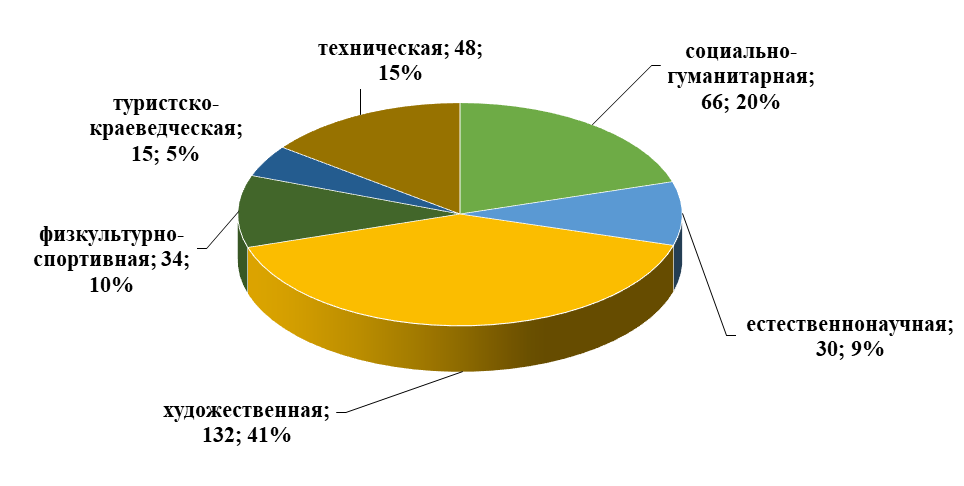 техническая; 48;
15%
социально-
гуманитарная;
66; 20%
туристско-
краеведческая;
15; 5%
физкультурно-
спортивная; 34;
10%
естественнонаучная;
30; 9%
художественная;
132; 41%